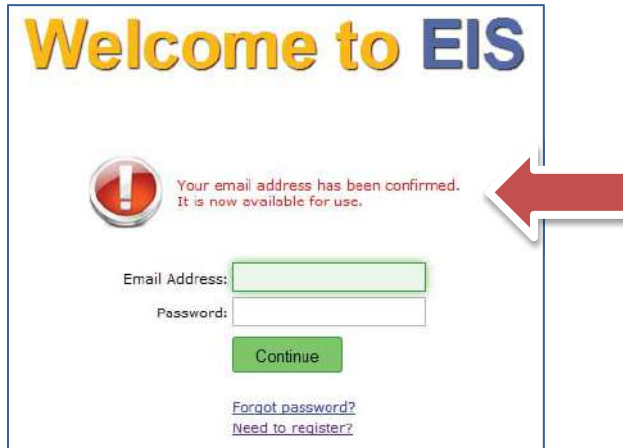 Welcome to EIS
Your email address has been confirmed.
It is now available for use.
Email Address:
Password:
Continue
Forgot password?
Need to register?